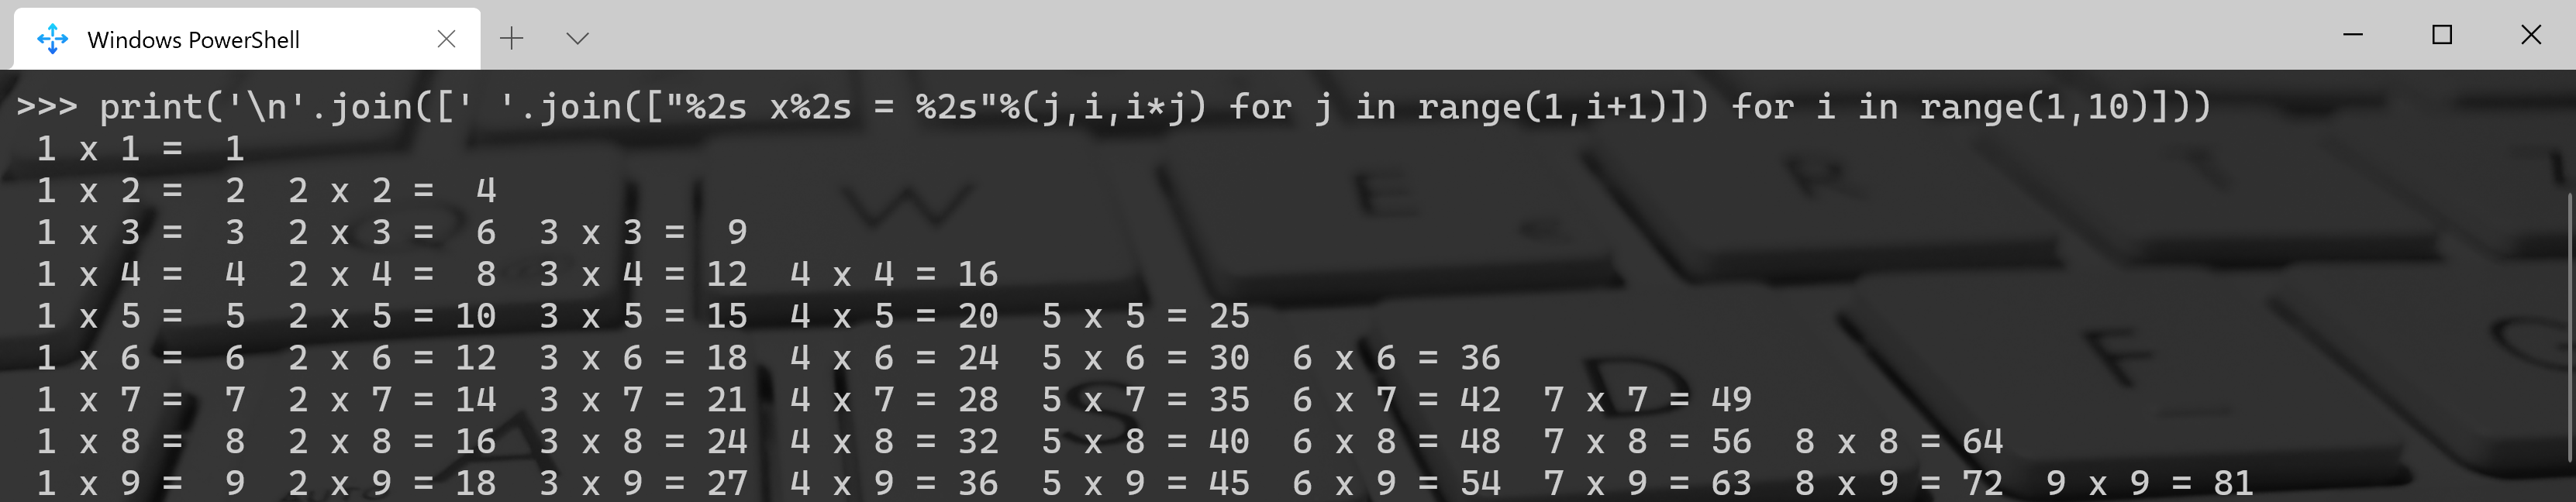 Windows PowerShell
>>> print('\n'.join([' '.join(["%2s x%2s = %2s"%(j,i,i*j) for j in range(1,i+1)]) for i in range(1,10)]))
 1 x 1 =  1
 1 x 2 =  2  2 x 2 =  4
 1 x 3 =  3  2 x 3 =  6  3 x 3 =  9
 1 x 4 =  4  2 x 4 =  8  3 x 4 = 12  4 x 4 = 16
 1 x 5 =  5  2 x 5 = 10  3 x 5 = 15  4 x 5 = 20  5 x 5 = 25
 1 x 6 =  6  2 x 6 = 12  3 x 6 = 18  4 x 6 = 24  5 x 6 = 30  6 x 6 = 36
 1 x 7 =  7  2 x 7 = 14  3 x 7 = 21  4 x 7 = 28  5 x 7 = 35  6 x 7 = 42  7 x 7 = 49
 1 x 8 =  8  2 x 8 = 16  3 x 8 = 24  4 x 8 = 32  5 x 8 = 40  6 x 8 = 48  7 x 8 = 56  8 x 8 = 64
 1 x 9 =  9  2 x 9 = 18  3 x 9 = 27  4 x 9 = 36  5 x 9 = 45  6 x 9 = 54  7 x 9 = 63  8 x 9 = 72  9 x 9 = 81